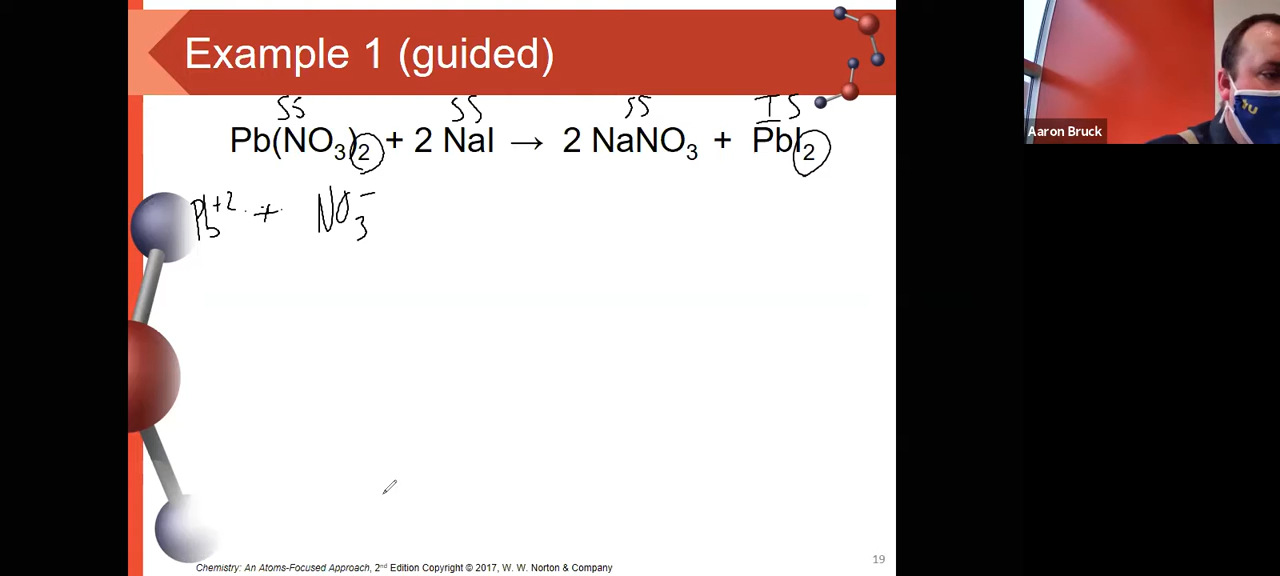 Example 1 (guided)
SS SS SS IS
Pb(NO₃)₂ + 2 NaI → 2 NaNO₃ + PbI₂
Pb⁺² + NO₃⁻
Aaron Bruck
YU
19
Chemistry: An Atoms-Focused Approach, 2nd Edition Copyright © 2017, W. W. Norton & Company